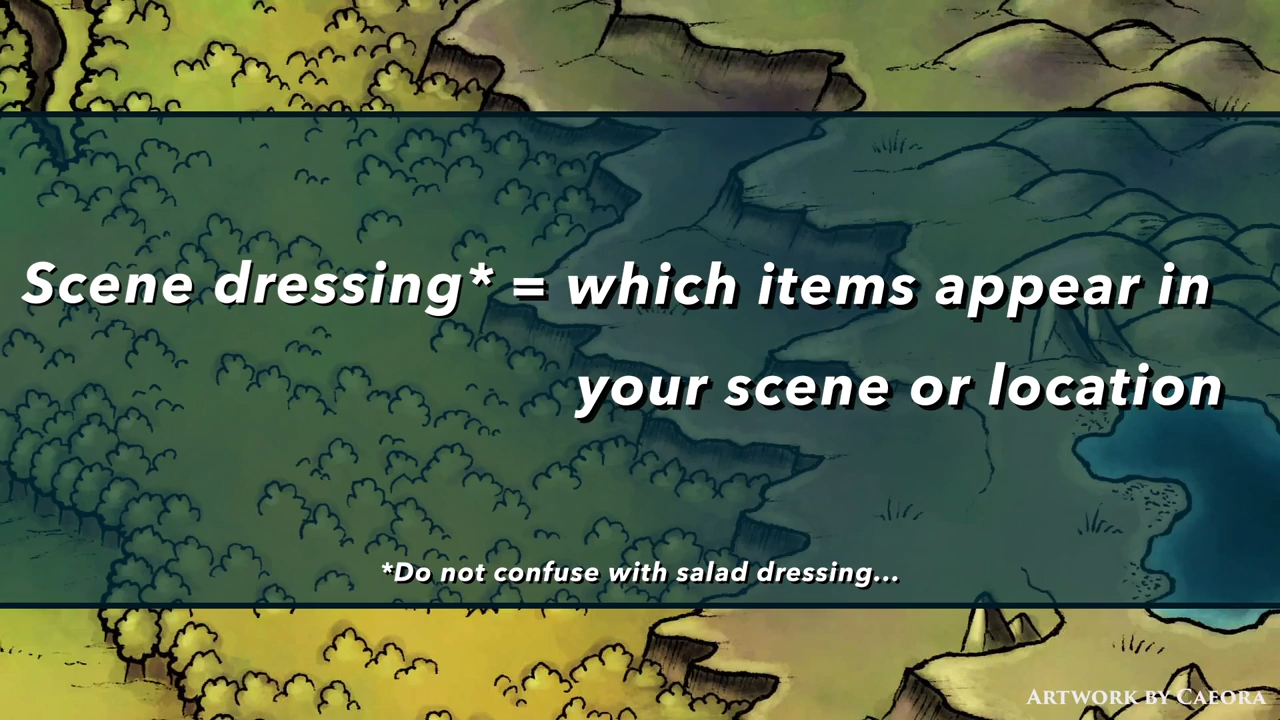 Scene dressing* = which items appear in
your scene or location
*Do not confuse with salad dressing...
Artwork by Caeora